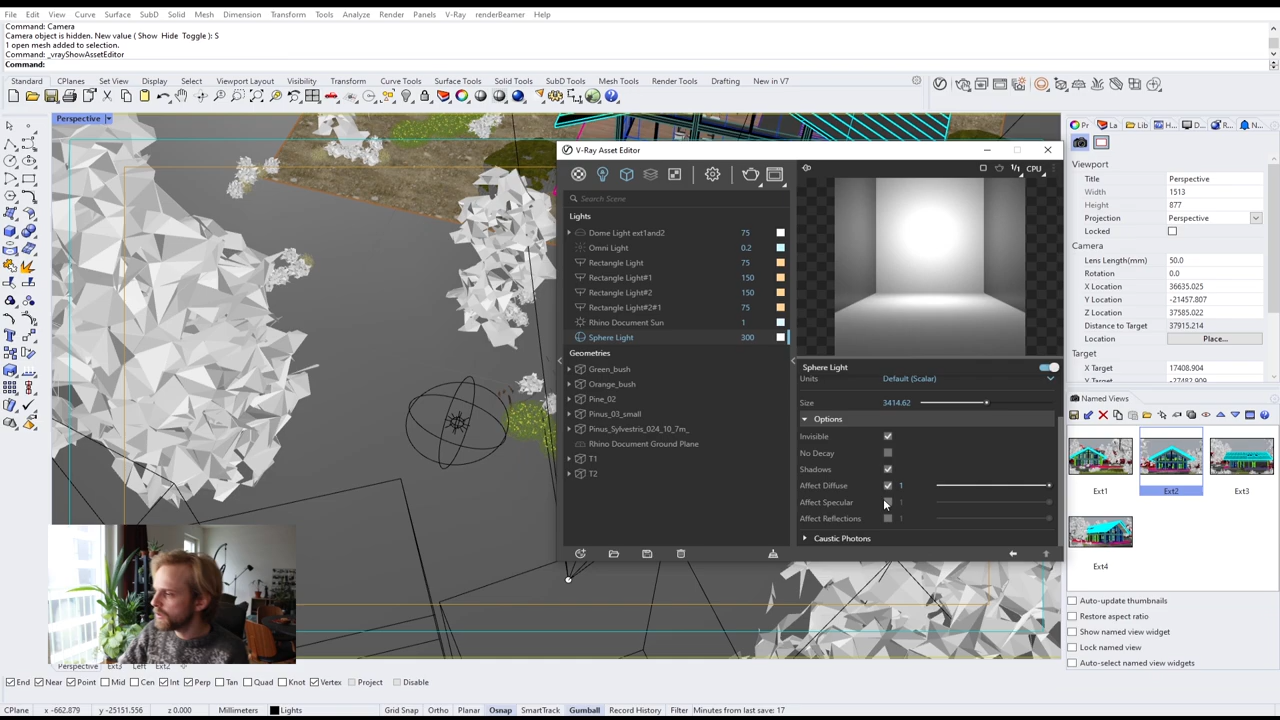 File Edit View Curve Surface SubD Solid Mesh Dimension Transform Tools Analyze Render Panels V-Ray renderBeamer Help
Command: Camera
Camera object is hidden. New value ( Show Hide Toggle ): S
1 open mesh added to selection.
Command: _vrayShowAssetEditor
Command:
Standard CPlanes Set View Display Select Viewport Layout Visibility Transform Curve Tools Surface Tools Solid Tools SubD Tools Mesh Tools Render Tools Drafting New in V7
Perspective
V-Ray Asset Editor
1/1 CPU
Search Scene
Lights
Dome Light ext1and2 75
Omni Light 0.2
Rectangle Light 75
Rectangle Light#1 150
Rectangle Light#2 150
Rectangle Light#2#1 75
Rhino Document Sun 1
Sphere Light 300
Geometries
Green_bush
Orange_bush
Pine_02
Pinus_03_small
Pinus_Sylvestris_024_10_7m_
Rhino Document Ground Plane
T1
T2
Sphere Light
Units Default (Scalar)
Size 3414.62
Options
Invisible
No Decay
Shadows
Affect Diffuse 1
Affect Specular 1
Affect Reflections 1
Caustic Photons
Pr La Lib H... D... R... N...
Viewport
Title Perspective
Width 1513
Height 877
Projection Perspective
Locked
Camera
Lens Length(mm) 50.0
Rotation 0.0
X Location 36635.025
Y Location -21457.807
Z Location 37585.022
Distance to Target 37915.214
Location Place...
Target
X Target 17408.904
Named Views
Ext1 Ext2 Ext3
Ext4
Auto-update thumbnails
Restore aspect ratio
Show named view widget
Lock named view
Auto-select named view widgets
Perspective Ext3 Left Ext2
End Near Point Mid Cen Int Perp Tan Quad Knot Vertex Project Disable
CPlane x -662.879 y -25151.556 z 0.000 Millimeters Lights Grid Snap Ortho Planar Osnap SmartTrack Gumball Record History Filter Minutes from last save: 17